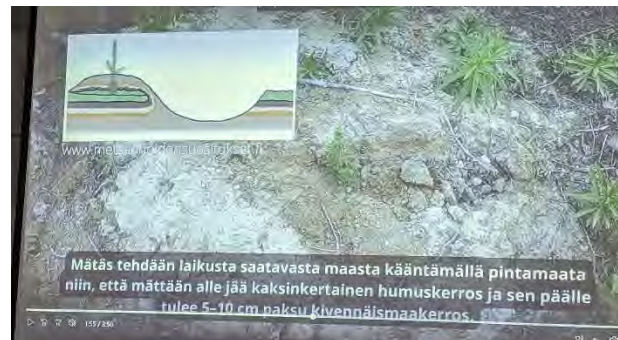 www.metsanhoidonsuositukset.fi
Mätäs tehdään laikusta saatavasta maasta kääntämällä pintamaata
niin, että mättään alle jää kaksinkertainen humuskerros ja sen päälle
tulee 5–10 cm paksu kivennäismaakerros.